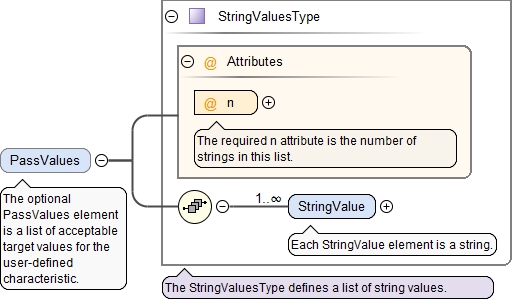 StringValuesType
@ Attributes
@ n
The required n attribute is the number of
strings in this list.
PassValues
The optional
PassValues element
is a list of acceptable
target values for the
user-defined
characteristic.
1..∞
StringValue
Each StringValue element is a string.
The StringValuesType defines a list of string values.